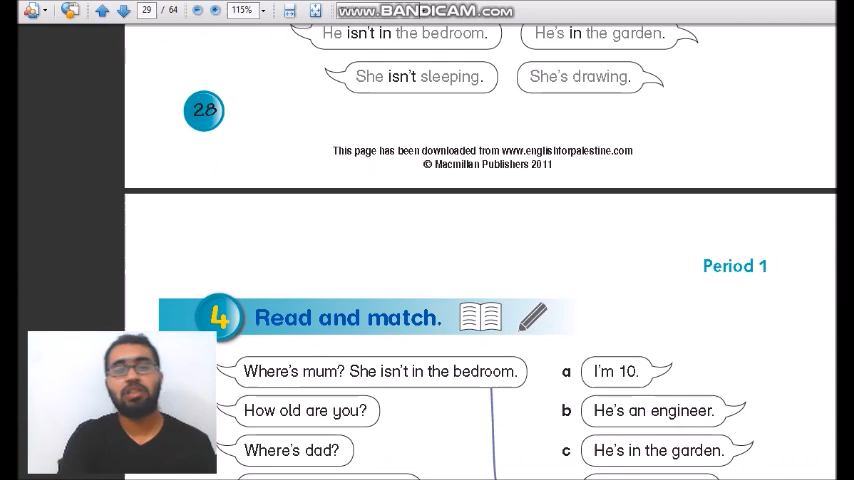 29 / 64
115%
www.BANDICAM.com
He isn't in the bedroom.
He's in the garden.
She isn't sleeping.
She's drawing.
28
This page has been downloaded from www.englishforpalestine.com
© Macmillan Publishers 2011
Period 1
4 Read and match.
Where's mum? She isn't in the bedroom.
a I'm 10.
How old are you?
b He's an engineer.
Where's dad?
c He's in the garden.